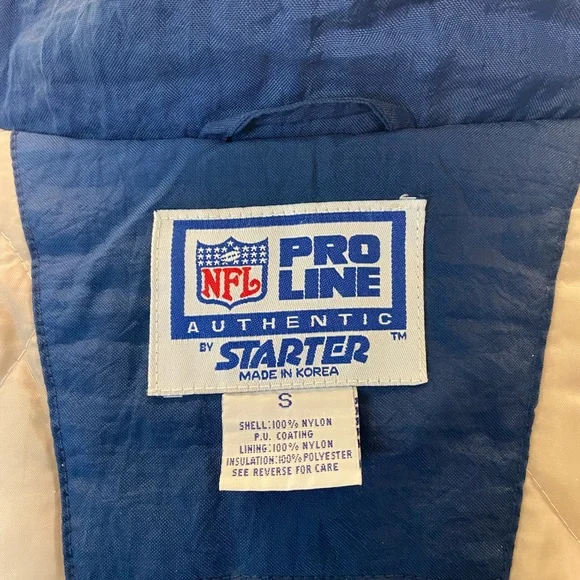 NFL
PRO
LINE
AUTHENTIC
BY STARTER™
MADE IN KOREA
S
SHELL:100% NYLON
P.U. COATING
LINING:100% NYLON
INSULATION:100% POLYESTER
SEE REVERSE FOR CARE